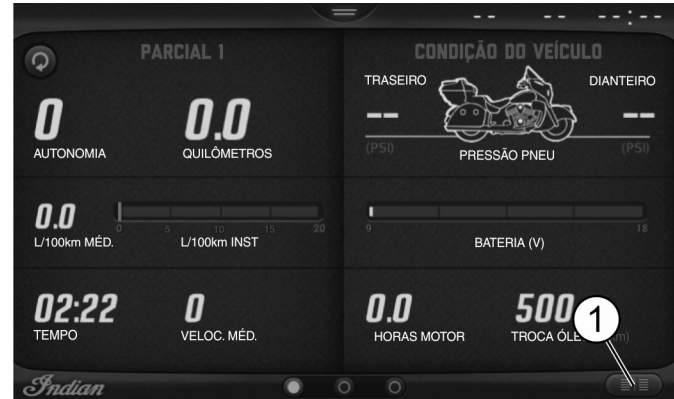 -- -- --:--
PARCIAL 1
0
AUTONOMIA
0.0
QUILÔMETROS
0.0
L/100km MÉD.
0 5 10 15 20
L/100km INST
02:22
TEMPO
0
VELOC. MÉD.
CONDIÇÃO DO VEÍCULO
TRASEIRO
DIANTEIRO
-- --
(PSI) (PSI)
PRESSÃO PNEU
9 18
BATERIA (V)
0.0
HORAS MOTOR
500
TROCA ÓLE
1
Indian